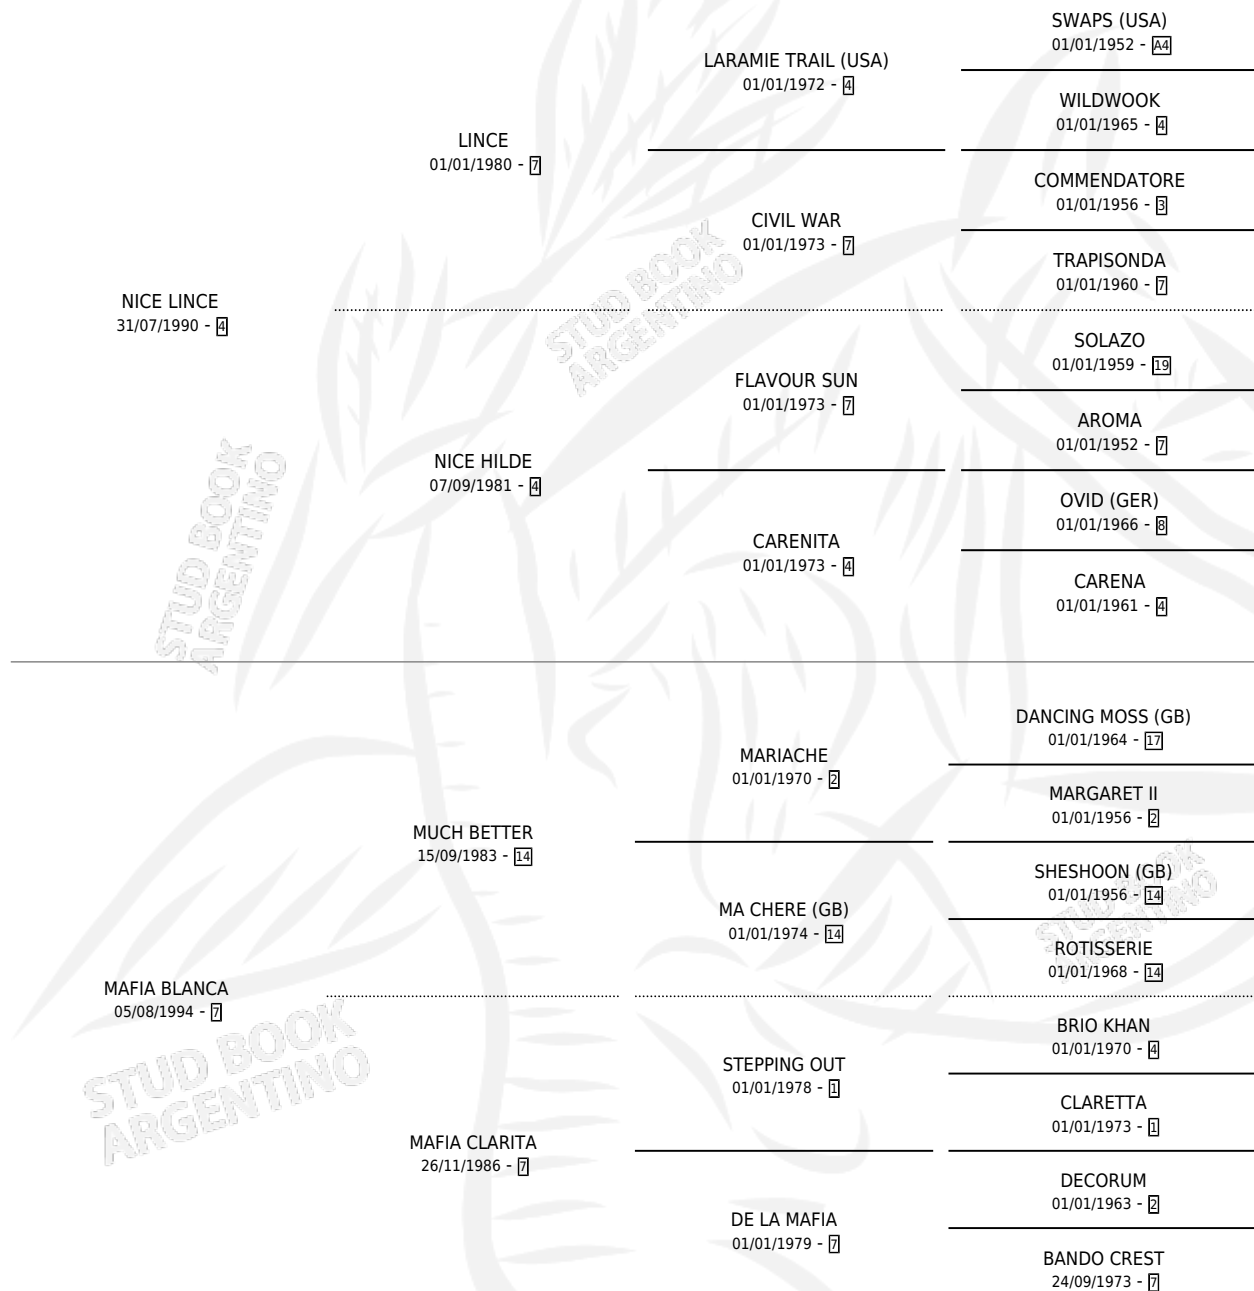 SWAPS (USA)
01/01/1952 - A4
LARAMIE TRAIL (USA)
01/01/1972 - 4
WILDWOOK
01/01/1965 - 4
LINCE
01/01/1980 - 7
COMMENDATORE
01/01/1956 - 3
CIVIL WAR
01/01/1973 - 7
TRAPISONDA
01/01/1960 - 7
NICE LINCE
31/07/1990 - 4
SOLAZO
01/01/1959 - 19
FLAVOUR SUN
01/01/1973 - 7
AROMA
01/01/1952 - 7
NICE HILDE
07/09/1981 - 4
OVID (GER)
01/01/1966 - 8
CARENITA
01/01/1973 - 4
CARENA
01/01/1961 - 4
DANCING MOSS (GB)
01/01/1964 - 17
MARIACHE
01/01/1970 - 2
MARGARET II
01/01/1956 - 2
MUCH BETTER
15/09/1983 - 14
SHESHOON (GB)
01/01/1956 - 14
MA CHERE (GB)
01/01/1974 - 14
ROTISSERIE
01/01/1968 - 14
MAFIA BLANCA
05/08/1994 - 7
BRIO KHAN
01/01/1970 - 4
STEPPING OUT
01/01/1978 - 1
CLARETTA
01/01/1973 - 1
MAFIA CLARITA
26/11/1986 - 7
DECORUM
01/01/1963 - 2
DE LA MAFIA
01/01/1979 - 7
BANDO CREST
24/09/1973 - 7
STUD BOOK
ARGENTINO
STUD BOOK
ARGENTINO
STUD BOOK
ARGENTINO
STUD BOOK
ARGENTINO